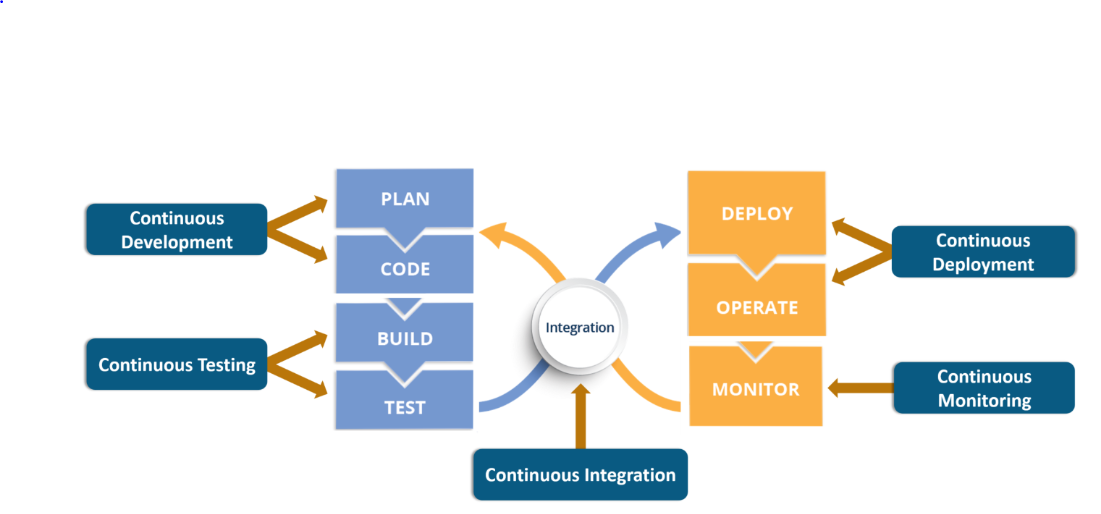 PLAN
DEPLOY
Continuous
Development
Continuous
Deployment
CODE
OPERATE
Integration
BUILD
Continuous Testing
MONITOR
Continuous
Monitoring
TEST
Continuous Integration